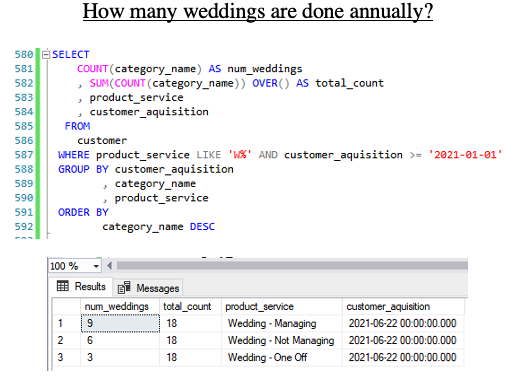 How many weddings are done annually?
580 SELECT
581 COUNT(category_name) AS num_weddings
582 , SUM(COUNT(category_name)) OVER() AS total_count
583 , product_service
584 , customer_aquisition
585 FROM
586 customer
587 WHERE product_service LIKE 'W%' AND customer_aquisition >= '2021-01-01'
588 GROUP BY customer_aquisition
589 , category_name
590 , product_service
591 ORDER BY
592 category_name DESC
100 %
Results Messages
num_weddings total_count product_service customer_aquisition
1 9 18 Wedding - Managing 2021-06-22 00:00:00.000
2 6 18 Wedding - Not Managing 2021-06-22 00:00:00.000
3 3 18 Wedding - One Off 2021-06-22 00:00:00.000